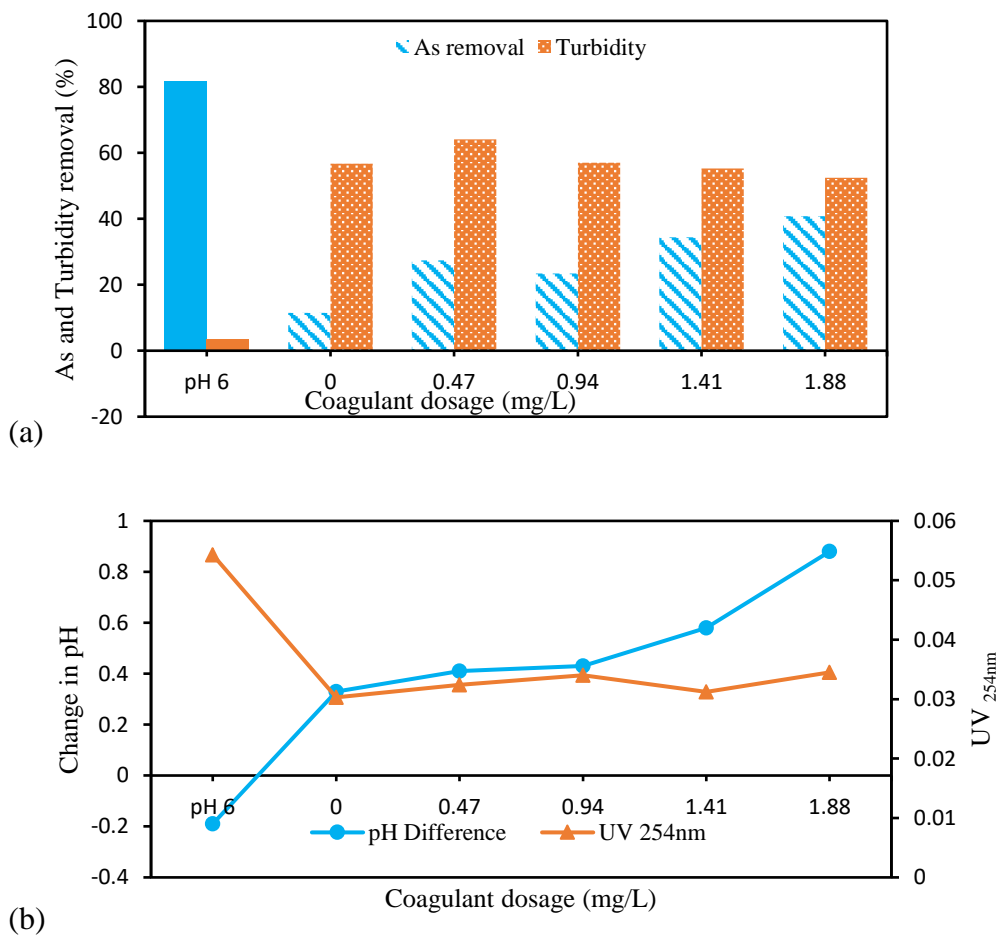 100
80
60
40
20
0
-20
As and Turbidity removal (%)
As removal
Turbidity
pH 6
0
0.47
0.94
1.41
1.88
Coagulant dosage (mg/L)
(a)
1
0.8
0.6
0.4
0.2
0
-0.2
-0.4
Change in pH
0.06
0.05
0.04
0.03
0.02
0.01
0
UV 254nm
pH 6
0
0.47
0.94
1.41
1.88
pH Difference
UV 254nm
Coagulant dosage (mg/L)
(b)